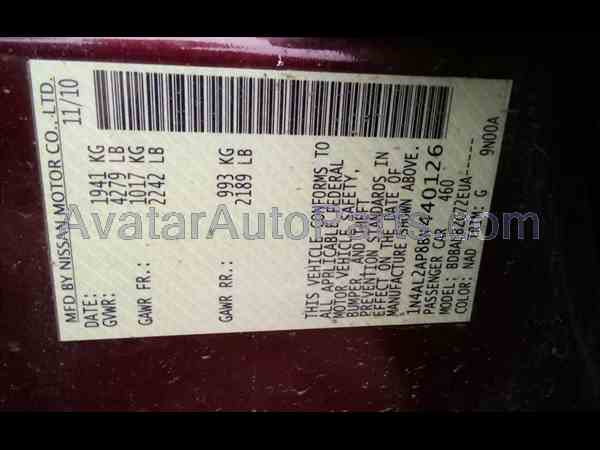 MFD BY NISSAN MOTOR CO., LTD.
11/10
GVWR: 1941 KG
4279 LB
GAWR FR: 1017 KG
2242 LB
GAWR RR: 993 KG
2189 LB
THIS VEHICLE CONFORMS TO
ALL APPLICABLE FEDERAL
MOTOR VEHICLE SAFETY,
BUMPER, AND THEFT
PREVENTION STANDARDS IN
EFFECT ON THE DATE OF
MANUFACTURE SHOWN ABOVE.
440126
PASSENGER CAR 460
MODEL:
COLOR: NAD TRIM: G 9N00A
AvatarAutoParts.Com